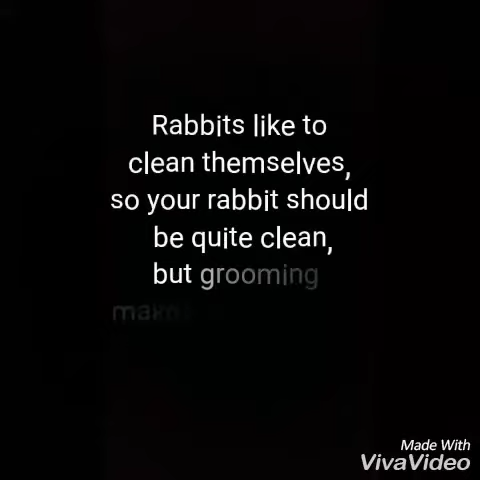 Rabbits like to
clean themselves,
so your rabbit should
be quite clean,
but grooming
Made With
VivaVideo